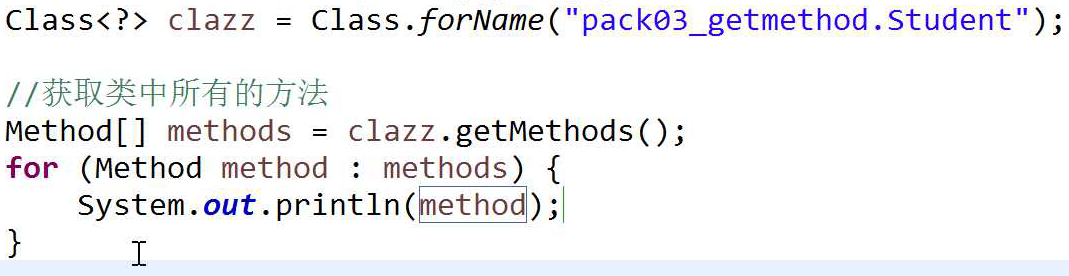 Class<?> clazz = Class.forName("pack03_getmethod.Student");
//获取类中所有的方法
Method[] methods = clazz.getMethods();
for (Method method : methods) {
    System.out.println(method);
}